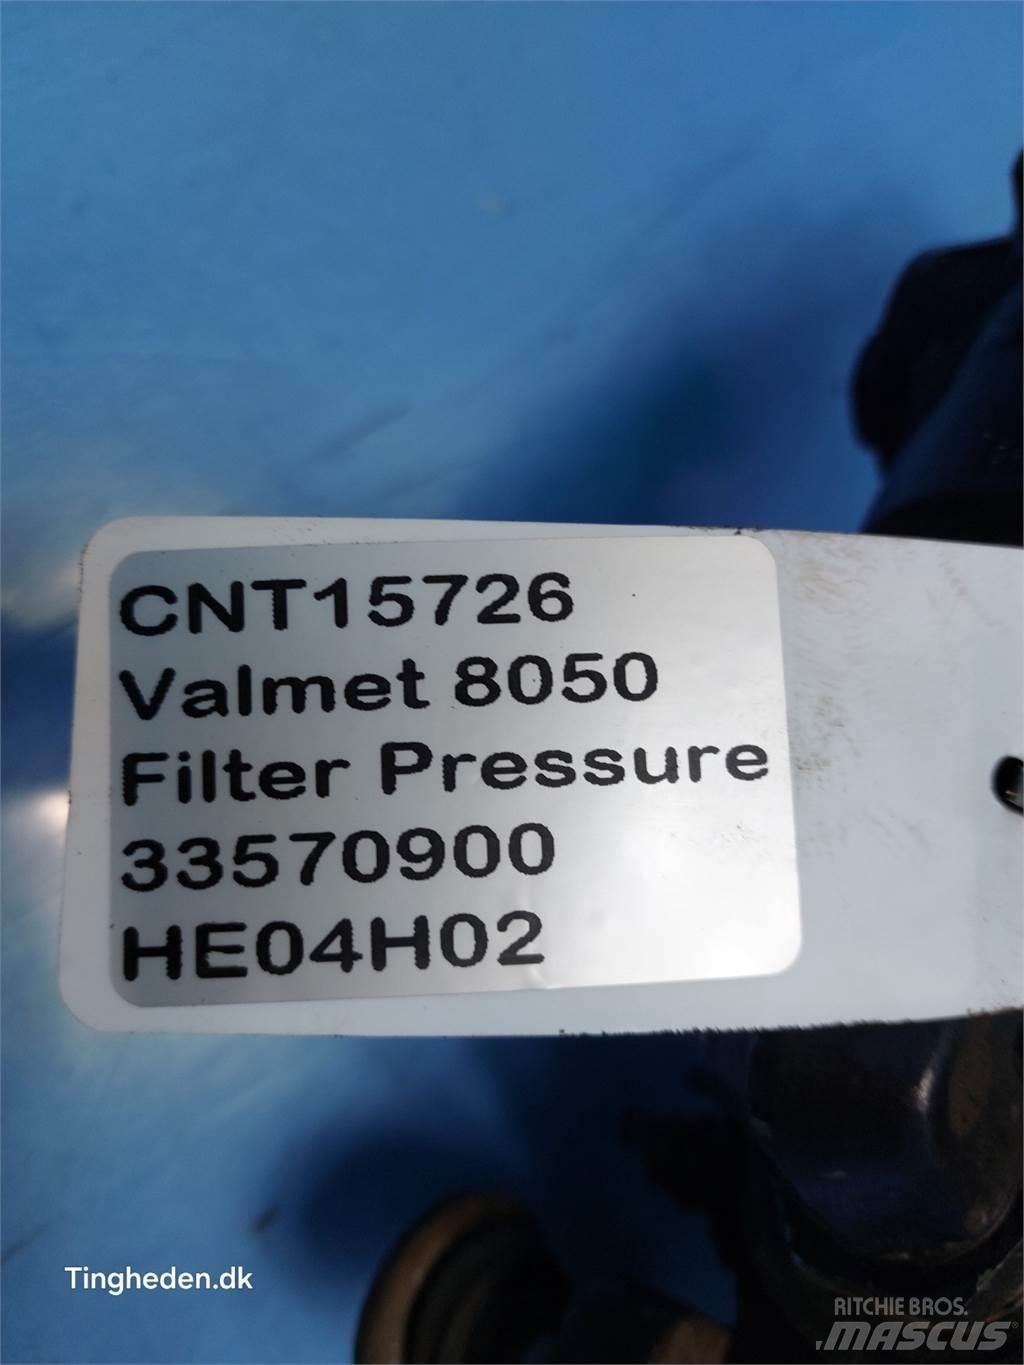 CNT15726
Valmet 8050
Filter Pressure
33570900
HE04H02
Tingheden.dk
RITCHIE BROS.
MASCUS